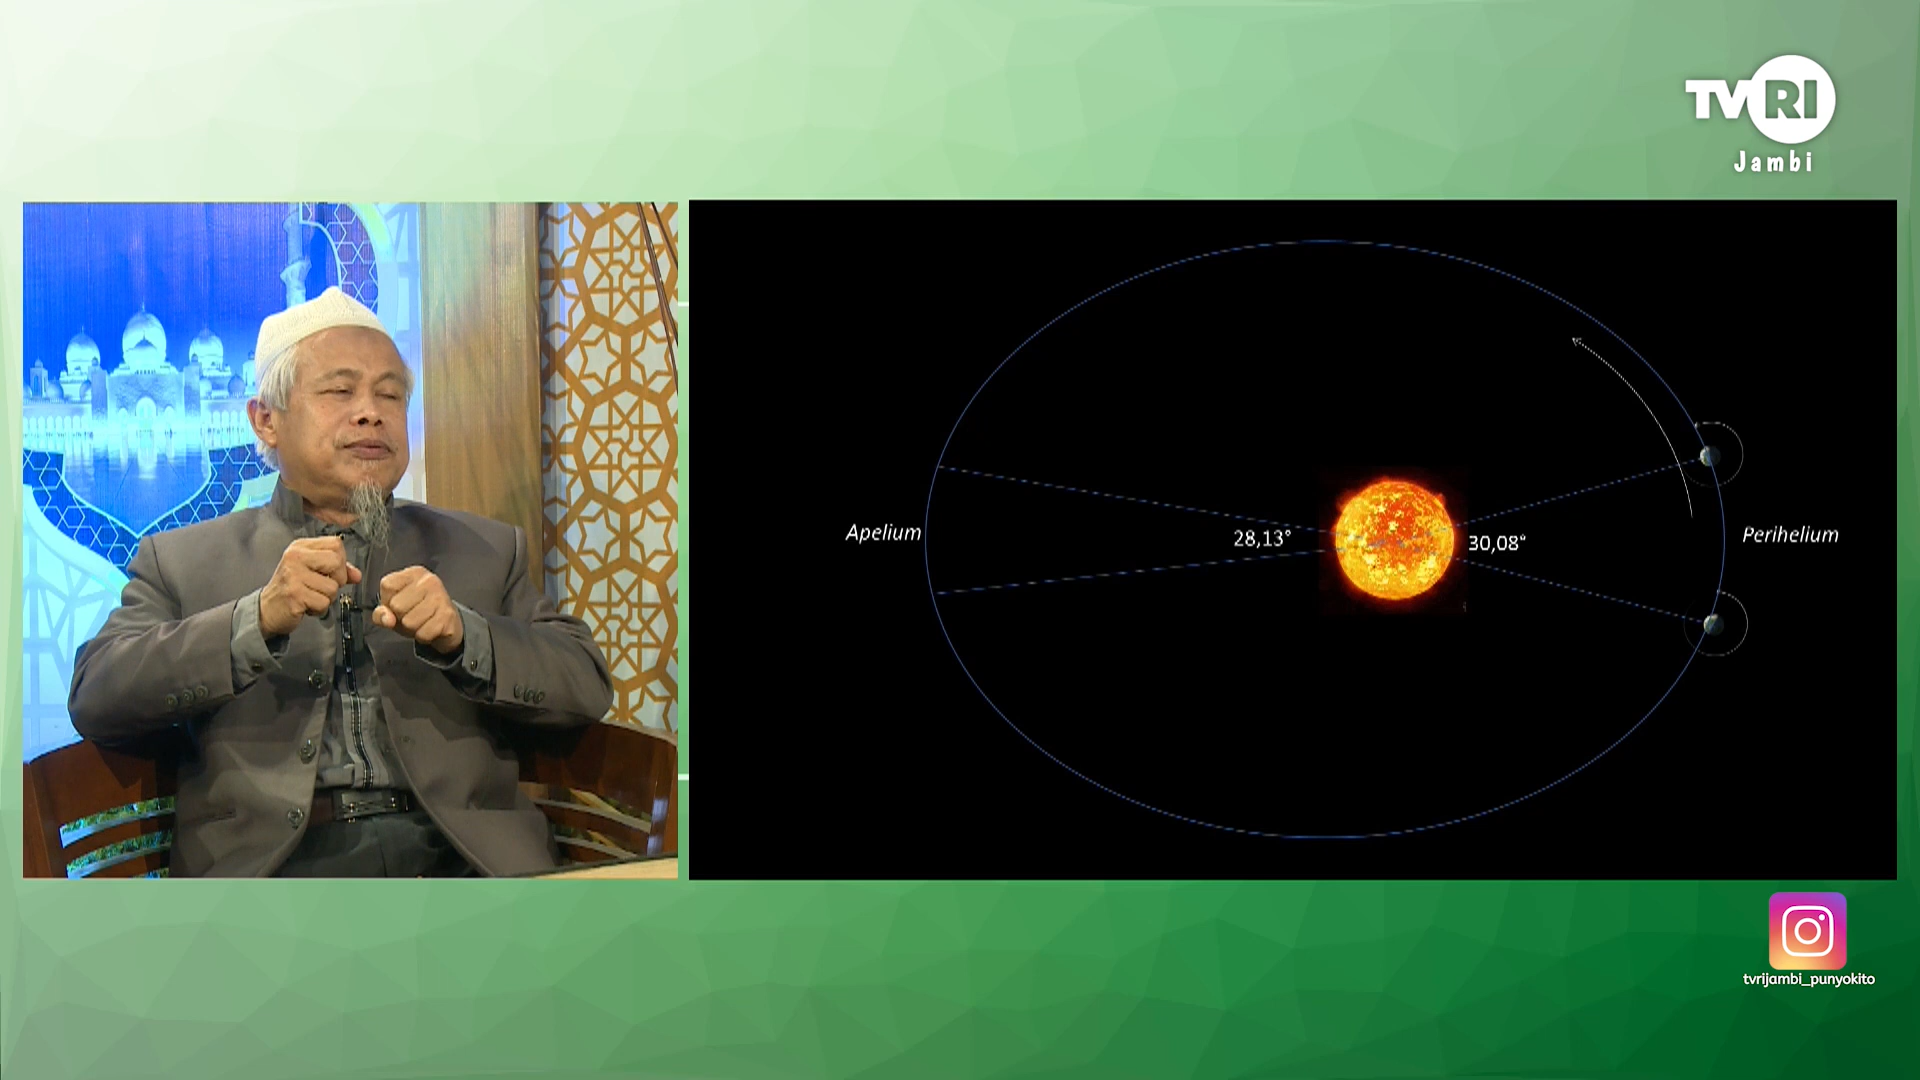 TVRI
Jambi
Apelium
28,13°
30,08°
Perihelium
tvrijambi_punyokito